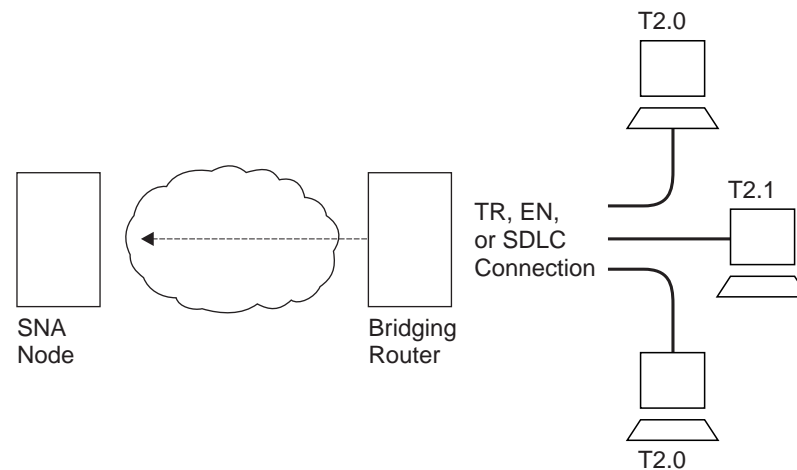 T2.0
T2.1
TR, EN,
or SDLC
Connection
SNA
Node
Bridging
Router
T2.0